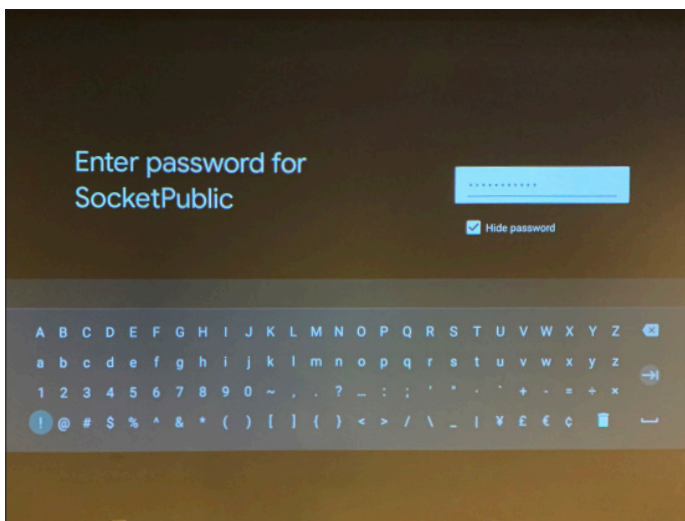 Enter password for
SocketPublic
•••••••••••
Hide password
A B C D E F G H I J K L M N O P Q R S T U V W X Y Z
a b c d e f g h i j k l m n o p q r s t u v w x y z
1 2 3 4 5 6 7 8 9 0 ~ , . ? … : ; ' " · ` + - = ÷ ×
! @ # $ % ^ & * ( ) [ ] { } < > / \ _ | ¥ £ € ¢